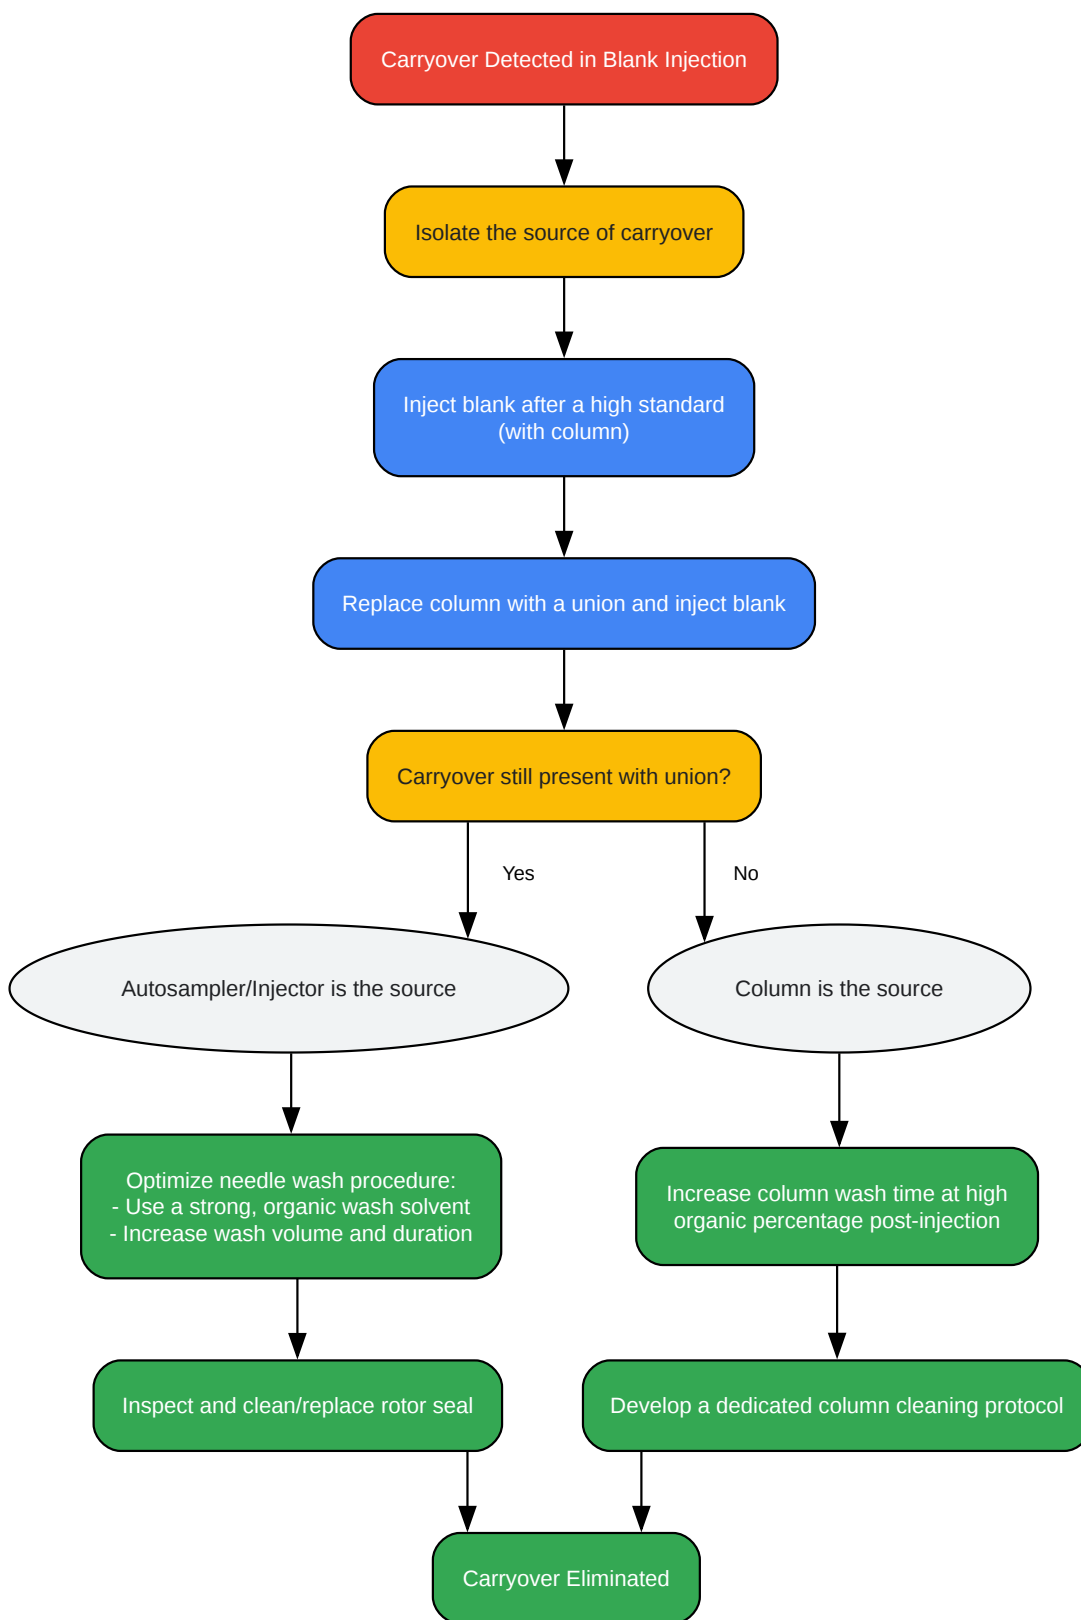 Carryover Detected in Blank Injection
Isolate the source of carryover
Inject blank after a high standard
(with column)
Replace column with a union and inject blank
Carryover still present with union?
Yes
No
Autosampler/Injector is the source
Column is the source
Optimize needle wash procedure:
- Use a strong, organic wash solvent
- Increase wash volume and duration
Increase column wash time at high
organic percentage post-injection
Inspect and clean/replace rotor seal
Develop a dedicated column cleaning protocol
Carryover Eliminated